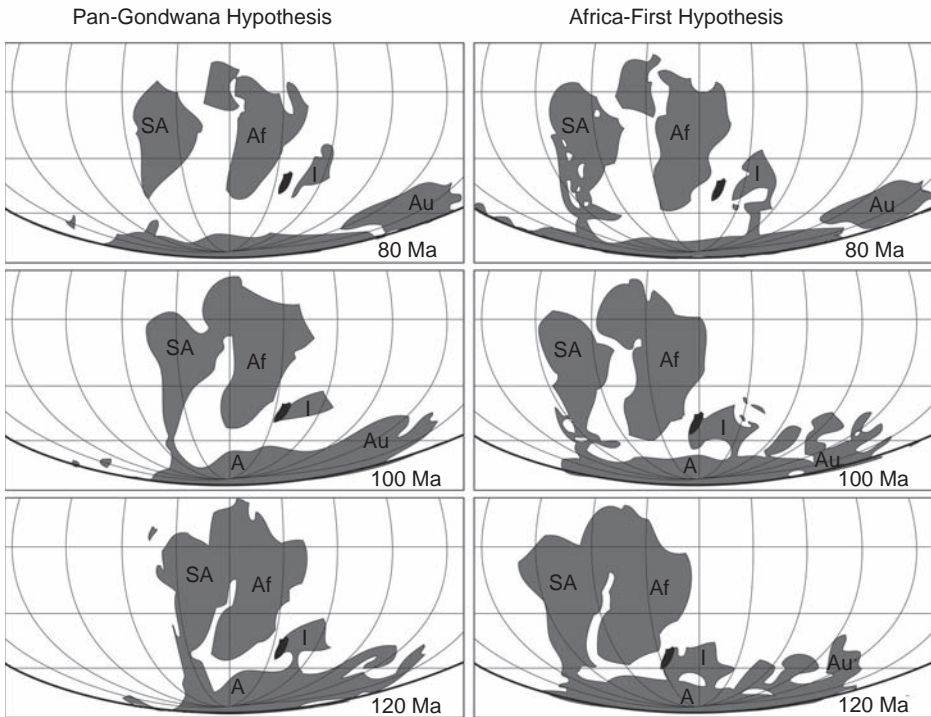 Pan-Gondwana Hypothesis
Africa-First Hypothesis
SA
Af
I
Au
80 Ma
SA
Af
I
Au
80 Ma
SA
Af
I
A
Au
100 Ma
SA
Af
I
A
Au
100 Ma
SA
Af
I
A
120 Ma
SA
Af
I
A
Au
120 Ma